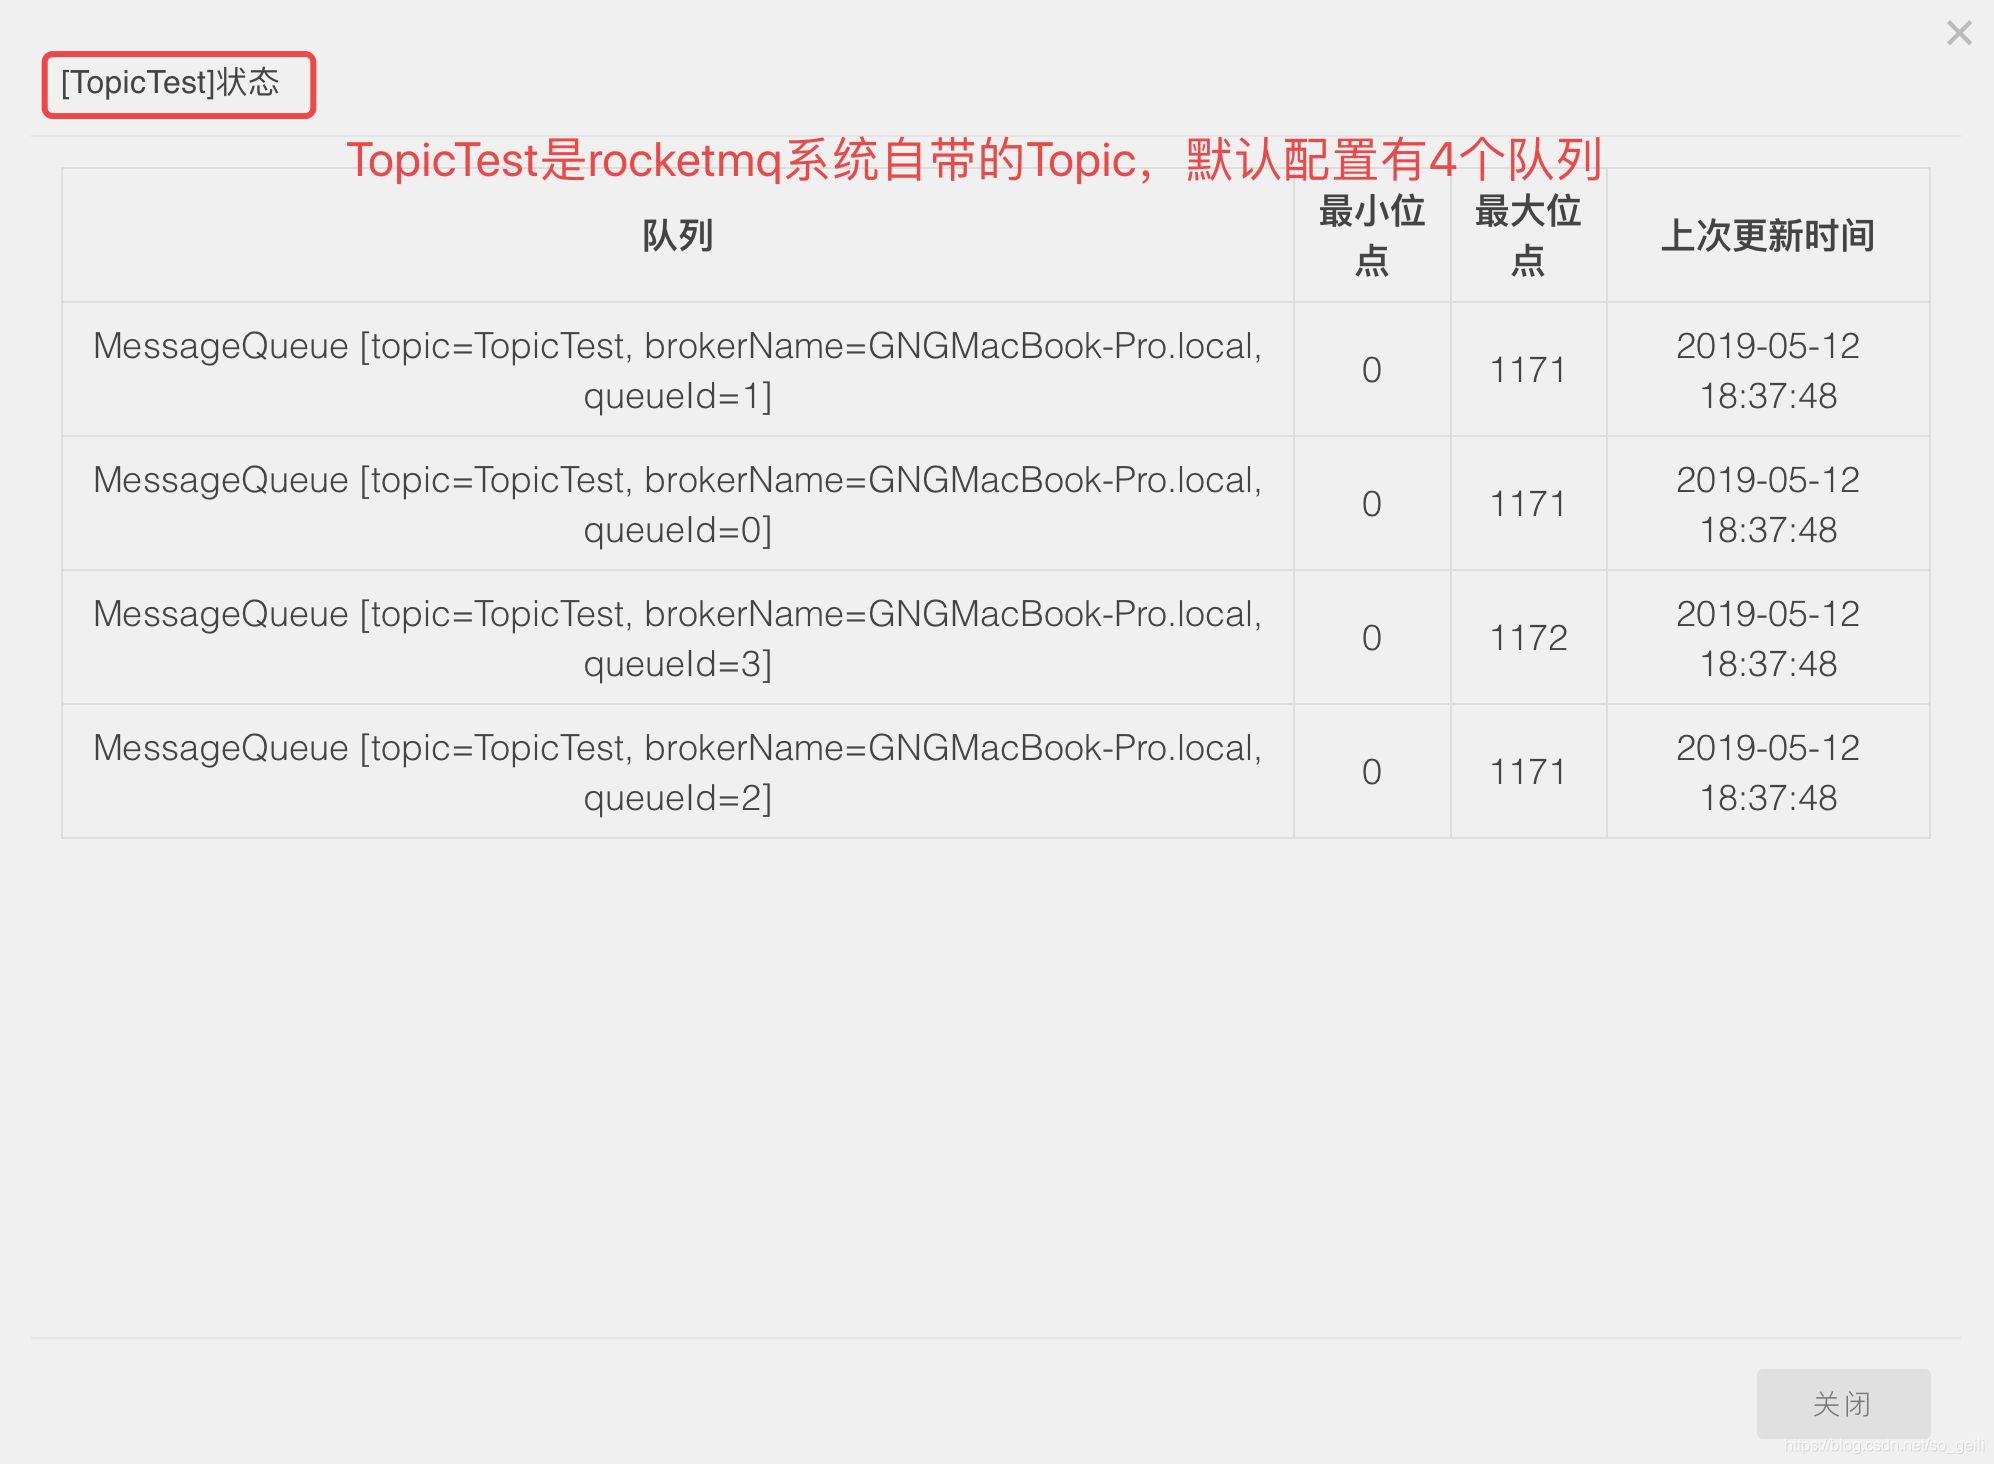 [TopicTest]状态
TopicTest是rocketmq系统自带的Topic，默认配置有4个队列
队列
最小位
点
最大位
点
上次更新时间
MessageQueue [topic=TopicTest, brokerName=GNGMacBook-Pro.local,
queueId=1]
0
1171
2019-05-12
18:37:48
MessageQueue [topic=TopicTest, brokerName=GNGMacBook-Pro.local,
queueId=0]
0
1171
2019-05-12
18:37:48
MessageQueue [topic=TopicTest, brokerName=GNGMacBook-Pro.local,
queueId=3]
0
1172
2019-05-12
18:37:48
MessageQueue [topic=TopicTest, brokerName=GNGMacBook-Pro.local,
queueId=2]
0
1171
2019-05-12
18:37:48
关闭
https://blog.csdn.net/so_geili